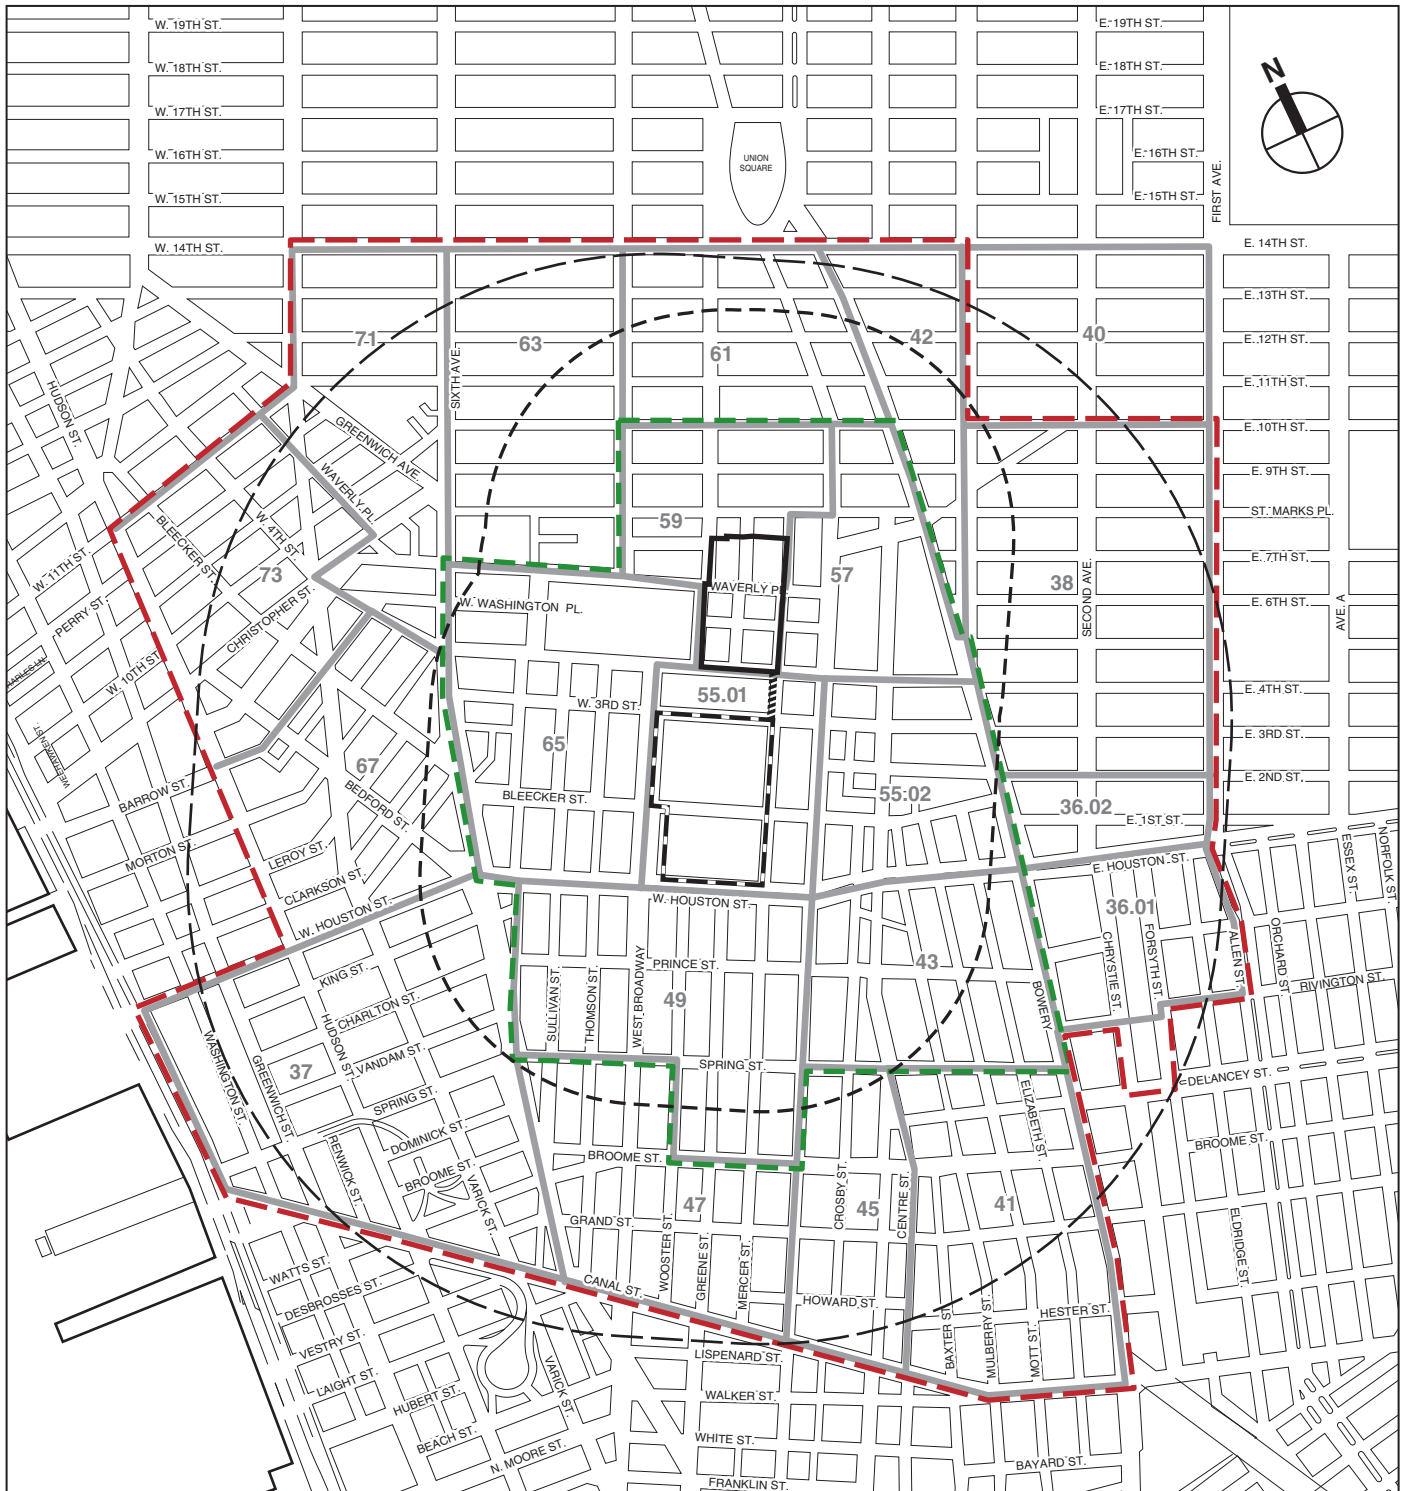 W. 19TH ST.
E. 19TH ST.
W. 18TH ST.
E. 18TH ST.
N
W. 17TH ST.
E. 17TH ST.
W. 16TH ST.
UNION
SQUARE
E. 16TH ST.
W. 15TH ST.
E. 15TH ST.
FIRST AVE.
W. 14TH ST.
E. 14TH ST.
E. 13TH ST.
71
63
61
42
40
E. 12TH ST.
SIXTH AVE.
E. 11TH ST.
HUDSON ST.
GREENWICH AVE.
E. 10TH ST.
WAVERLY PL.
E. 9TH ST.
BLEECKER ST.
W. 4TH ST.
59
ST. MARKS PL.
W. 11TH ST.
73
57
38
SECOND AVE.
E. 7TH ST.
PERRY ST.
CHRISTOPHER ST.
W. WASHINGTON PL.
WAVERLY PL.
E. 6TH ST.
AVE. A
W. 10TH ST.
55.01
E. 4TH ST.
W. 3RD ST.
WEEHAWKEN ST.
65
E. 3RD ST.
67
BARROW ST.
BEDFORD ST.
BLEECKER ST.
55.02
36.02
E. 2ND ST.
E. 1ST ST.
MORTON ST.
LEROY ST.
E. HOUSTON ST.
ESSEX ST.
NORFOLK ST.
CLARKSON ST.
W. HOUSTON ST.
W. HOUSTON ST.
36.01
KING ST.
PRINCE ST.
43
CHRYSTIE ST.
FORSYTH ST.
ALLEN ST.
ORCHARD ST.
RIVINGTON ST.
CHARLTON ST.
SULLIVAN ST.
THOMSON ST.
WEST BROADWAY
49
BOWERY
WASHINGTON ST.
GREENWICH ST.
HUDSON ST.
37
VANDAM ST.
SPRING ST.
DELANCEY ST.
SPRING ST.
ELIZABETH ST.
RENWICK ST.
DOMINICK ST.
BROOME ST.
BROOME ST.
BROOME ST.
VARICK ST.
47
CROSBY ST.
45
CENTRE ST.
41
GRAND ST.
WOOSTER ST.
GREENE ST.
MERCER ST.
ELDRIDGE ST.
WATTS ST.
CANAL ST.
DESBROSSES ST.
HOWARD ST.
BAXTER ST.
MULBERRY ST.
MOTT ST.
HESTER ST.
VESTRY ST.
LISPENARD ST.
LAIGHT ST.
VARICK ST.
HUBERT ST.
WALKER ST.
BEACH ST.
WHITE ST.
N. MOORE ST.
BAYARD ST.
FRANKLIN ST.